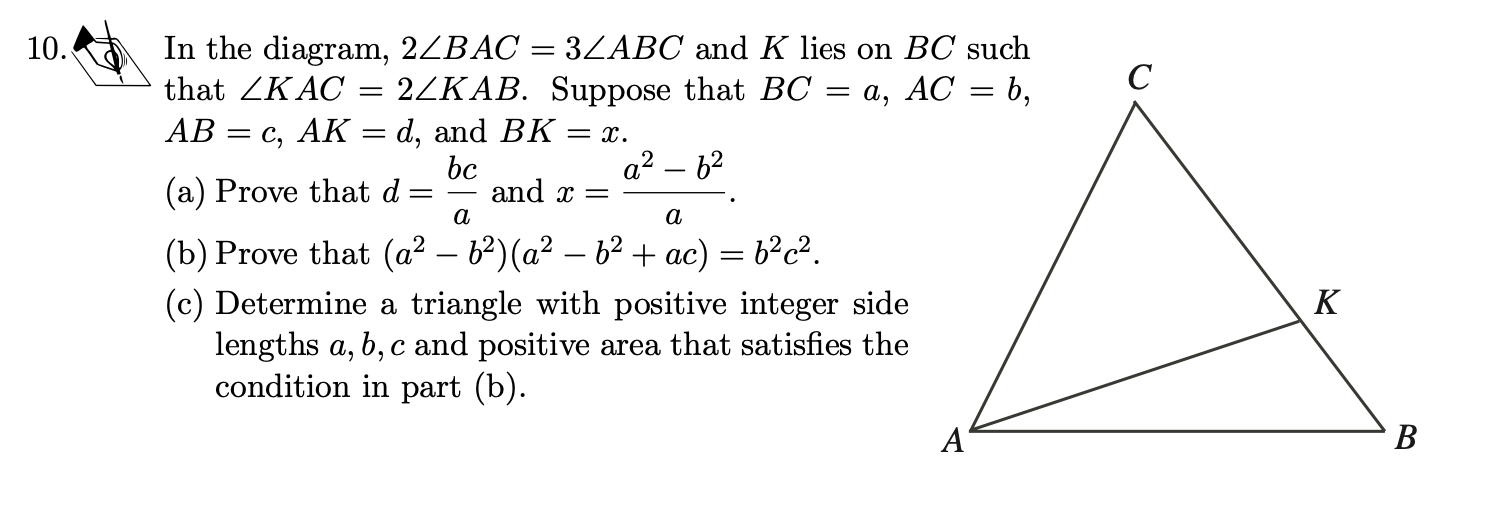 10. In the diagram, 2∠BAC = 3∠ABC and K lies on BC such
that ∠KAC = 2∠KAB. Suppose that BC = a, AC = b,
AB = c, AK = d, and BK = x.
(a) Prove that d = bc/a and x = (a² − b²)/a.
(b) Prove that (a² − b²)(a² − b² + ac) = b²c².
(c) Determine a triangle with positive integer side
lengths a, b, c and positive area that satisfies the
condition in part (b).
C
K
A
B